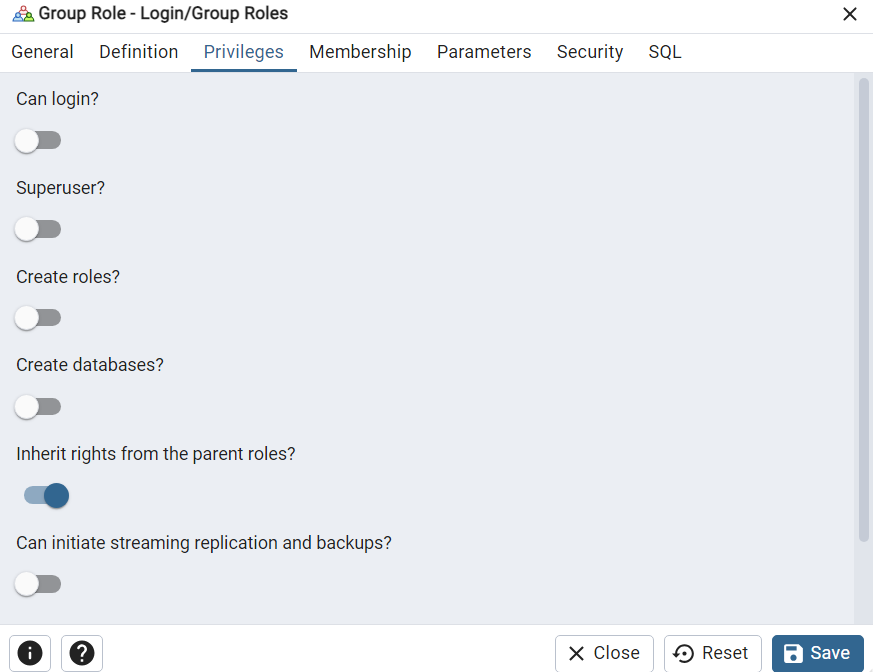 Group Role - Login/Group Roles
General Definition Privileges Membership Parameters Security SQL
Can login?
Superuser?
Create roles?
Create databases?
Inherit rights from the parent roles?
Can initiate streaming replication and backups?
Close Reset Save